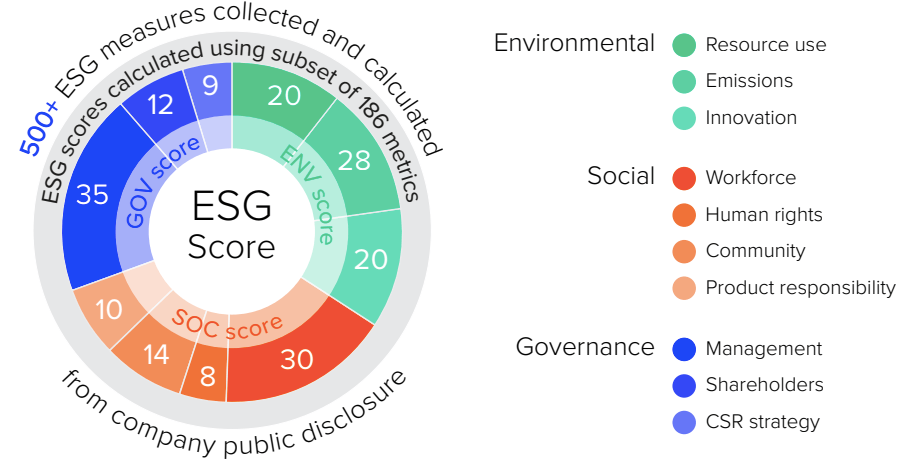 500+ ESG measures collected and calculated
ESG scores calculated using subset of 186 metrics
9
20
12
28
35
20
10
14
8
30
GOV score
ENV score
SOC score
ESG
Score
from company public disclosure
Environmental
Resource use
Emissions
Innovation
Social
Workforce
Human rights
Community
Product responsibility
Governance
Management
Shareholders
CSR strategy